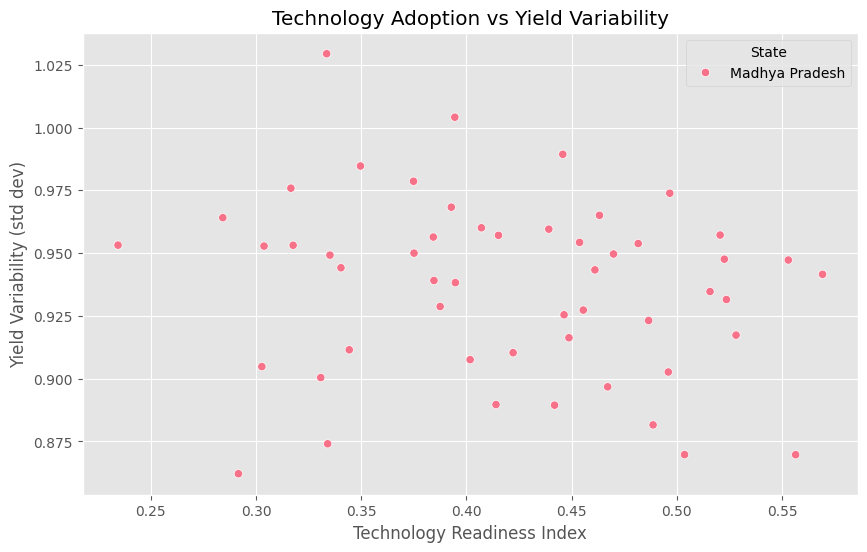 Technology Adoption vs Yield Variability
State
Madhya Pradesh
Yield Variability (std dev)
1.025
1.000
0.975
0.950
0.925
0.900
0.875
0.25 0.30 0.35 0.40 0.45 0.50 0.55
Technology Readiness Index